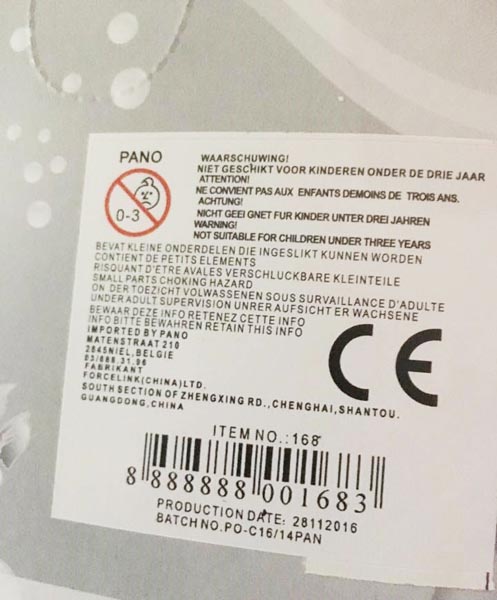 PANO
0-3
WAARSCHUWING!
NIET GESCHIKT VOOR KINDEREN ONDER DE DRIE JAAR
ATTENTION!
NE CONVIENT PAS AUX ENFANTS DEMOINS DE TROIS ANS.
ACHTUNG!
NICHT GEEI GNET FUR KINDER UNTER DREI JAHREN
WARNING!
NOT SUITABLE FOR CHILDREN UNDER THREE YEARS
BEVAT KLEINE ONDERDELEN DIE INGESLIKT KUNNEN WORDEN
CONTIENT DE PETITS ELEMENTS
RISQUANT D'ETRE AVALES VERSCHLUCKBARE KLEINTEILE
SMALL PARTS CHOKING HAZARD
ON DER TOEZICHT VOLWASSENEN SOUS SURVAILLANCE D'ADULTE
UNDER ADULT SUPERVISION UNRER AUFSICHT ER WACHSENE
BEWAAR DEZE INFO RETENEZ CETTE INFO
INFO BITTE BEWAHREN RETAIN THIS INFO
IMPORTED BY PANO
MATENSTRAAT 210
2845NIEL, BELGIE
03/888.31.96
FABRIKANT
FORCELINK(CHINA)LTD.
SOUTH SECTION OF ZHENGXING RD., CHENGHAI, SHANTOU.
GUANGDONG, CHINA
CE
ITEM NO.: 168
8 888888 001683
PRODUCTION DATE: 28112016
BATCH NO. PO-C16/14PAN